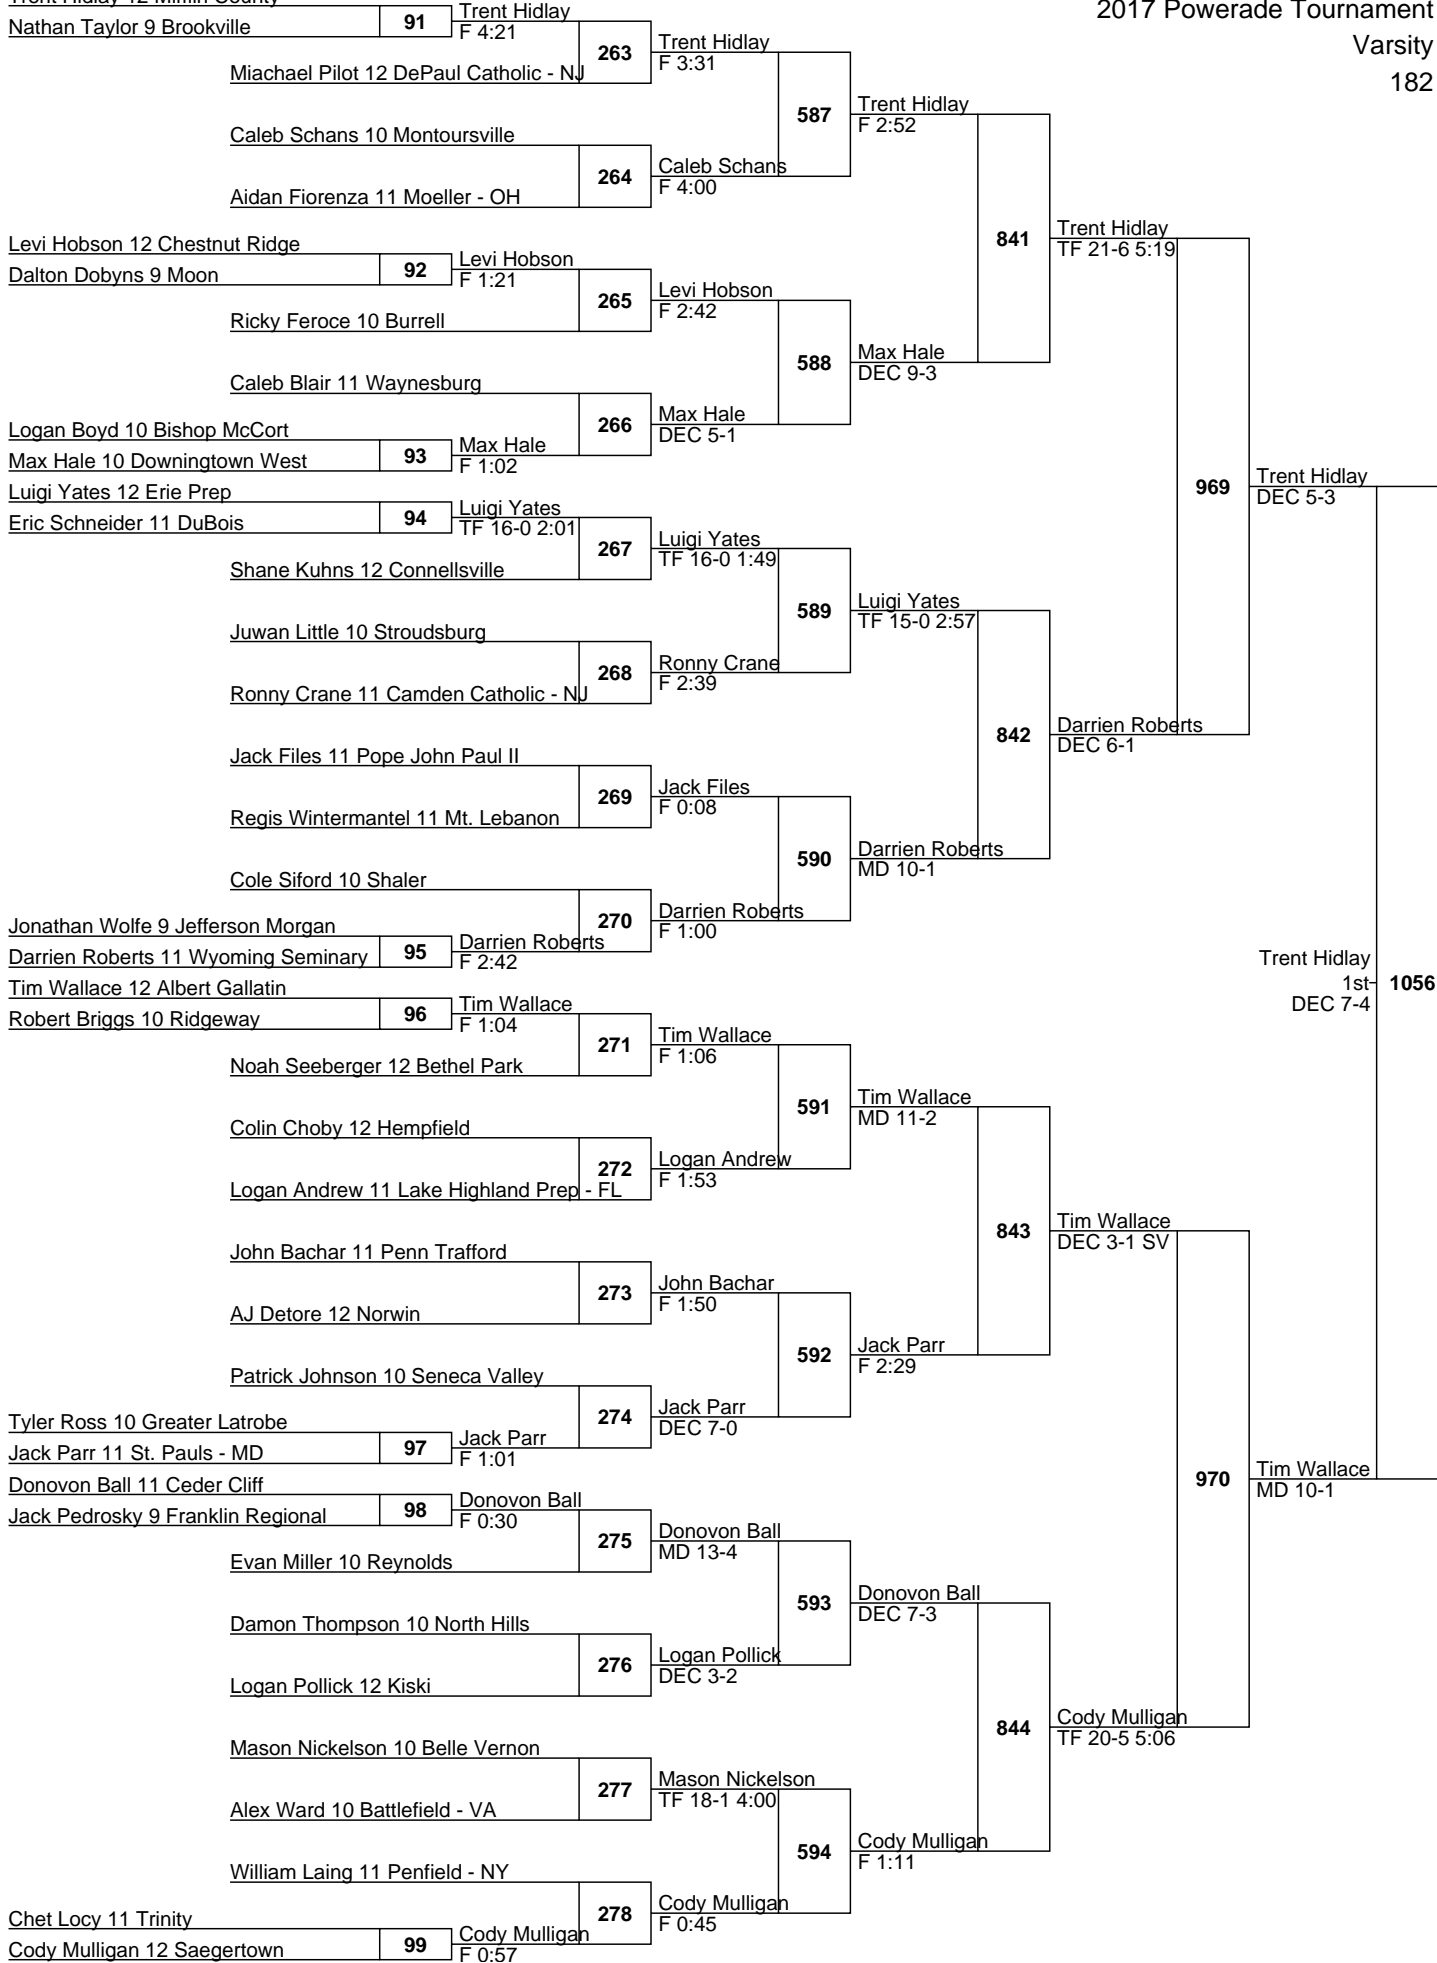 Trent Hidlay 12 Mifflin County
Nathan Taylor 9 Brookville
91
Trent Hidlay
F 4:21
2017 Powerade Tournament
Varsity
182
263
Trent Hidlay
F 3:31
Miachael Pilot 12 DePaul Catholic - NJ
587
Trent Hidlay
F 2:52
Caleb Schans 10 Montoursville
264
Caleb Schans
F 4:00
Aidan Fiorenza 11 Moeller - OH
841
Trent Hidlay
TF 21-6 5:19
Levi Hobson 12 Chestnut Ridge
Dalton Dobyns 9 Moon
92
Levi Hobson
F 1:21
265
Levi Hobson
F 2:42
Ricky Feroce 10 Burrell
588
Max Hale
DEC 9-3
Caleb Blair 11 Waynesburg
266
Max Hale
DEC 5-1
Logan Boyd 10 Bishop McCort
Max Hale 10 Downingtown West
93
Max Hale
F 1:02
969
Trent Hidlay
DEC 5-3
Luigi Yates 12 Erie Prep
Eric Schneider 11 DuBois
94
Luigi Yates
TF 16-0 2:01
267
Luigi Yates
TF 16-0 1:49
Shane Kuhns 12 Connellsville
589
Luigi Yates
TF 15-0 2:57
Juwan Little 10 Stroudsburg
268
Ronny Crane
F 2:39
Ronny Crane 11 Camden Catholic - NJ
842
Darrien Roberts
DEC 6-1
Jack Files 11 Pope John Paul II
269
Jack Files
F 0:08
Regis Wintermantel 11 Mt. Lebanon
590
Darrien Roberts
MD 10-1
Cole Siford 10 Shaler
270
Darrien Roberts
F 1:00
Jonathan Wolfe 9 Jefferson Morgan
Darrien Roberts 11 Wyoming Seminary
95
Darrien Roberts
F 2:42
Trent Hidlay
1st
DEC 7-4
1056
Tim Wallace 12 Albert Gallatin
Robert Briggs 10 Ridgeway
96
Tim Wallace
F 1:04
271
Tim Wallace
F 1:06
Noah Seeberger 12 Bethel Park
591
Tim Wallace
MD 11-2
Colin Choby 12 Hempfield
272
Logan Andrew
F 1:53
Logan Andrew 11 Lake Highland Prep - FL
843
Tim Wallace
DEC 3-1 SV
John Bachar 11 Penn Trafford
273
John Bachar
F 1:50
AJ Detore 12 Norwin
592
Jack Parr
F 2:29
Patrick Johnson 10 Seneca Valley
274
Jack Parr
DEC 7-0
Tyler Ross 10 Greater Latrobe
Jack Parr 11 St. Pauls - MD
97
Jack Parr
F 1:01
970
Tim Wallace
MD 10-1
Donovon Ball 11 Ceder Cliff
Jack Pedrosky 9 Franklin Regional
98
Donovon Ball
F 0:30
275
Donovon Ball
MD 13-4
Evan Miller 10 Reynolds
593
Donovon Ball
DEC 7-3
Damon Thompson 10 North Hills
276
Logan Pollick
DEC 3-2
Logan Pollick 12 Kiski
844
Cody Mulligan
TF 20-5 5:06
Mason Nickelson 10 Belle Vernon
277
Mason Nickelson
TF 18-1 4:00
Alex Ward 10 Battlefield - VA
594
Cody Mulligan
F 1:11
William Laing 11 Penfield - NY
278
Cody Mulligan
F 0:45
Chet Locy 11 Trinity
Cody Mulligan 12 Saegertown
99
Cody Mulligan
F 0:57